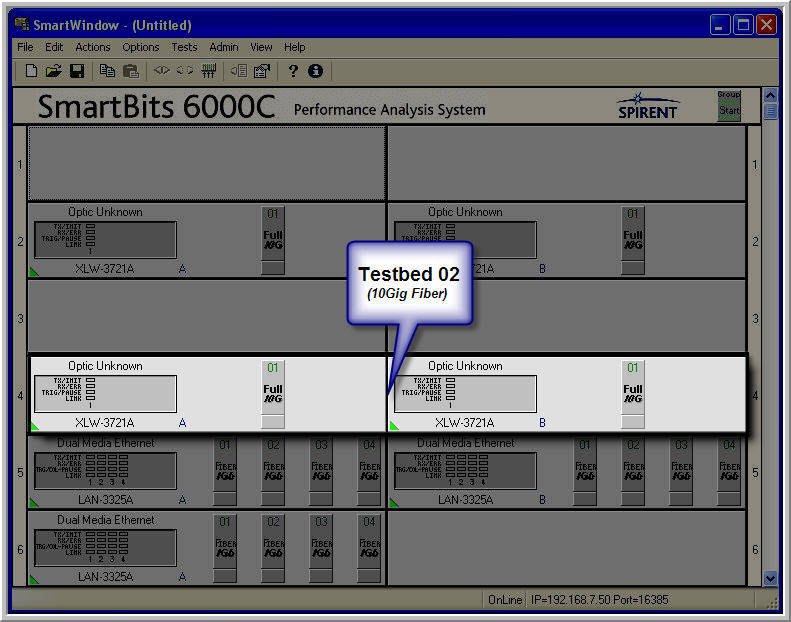 SmartWindow - (Untitled)
File Edit Actions Options Tests Admin View Help
SmartBits 6000C Performance Analysis System
SPIRENT
Group
Start
1 1
2 Optic Unknown 01 Optic Unknown 01 2
TX/INIT
RX/ERR
TRIG/PAUSE
LINK
1
Full
10G
Full
10G
XLW-3721A A 721A B
Testbed 02
(10Gig Fiber)
3 3
4 Optic Unknown 01 Optic Unknown 01 4
TX/INIT TX/INIT
RX/ERR RX/ERR
TRIG/PAUSE TRIG/PAUSE
LINK LINK
1 1
Full Full
10G 10G
XLW-3721A A XLW-3721A B
5 Dual Media Ethernet 01 02 03 04 Dual Media Ethernet 01 02 03 04 5
TX/INIT TX/INIT
RX/ERR RX/ERR
TRG/COL-PAUSE TRG/COL-PAUSE
LINK LINK
1 2 3 4 1 2 3 4
FIBER FIBER FIBER FIBER FIBER FIBER FIBER FIBER
1Gb 1Gb 1Gb 1Gb 1Gb 1Gb 1Gb 1Gb
LAN-3325A A LAN-3325A B
6 Dual Media Ethernet 01 02 03 04 6
TX/INIT
RX/ERR
TRG/COL-PAUSE
LINK
1 2 3 4
FIBER FIBER FIBER FIBER
1Gb 1Gb 1Gb 1Gb
LAN-3325A A
OnLine IP=192.168.7.50 Port=16385